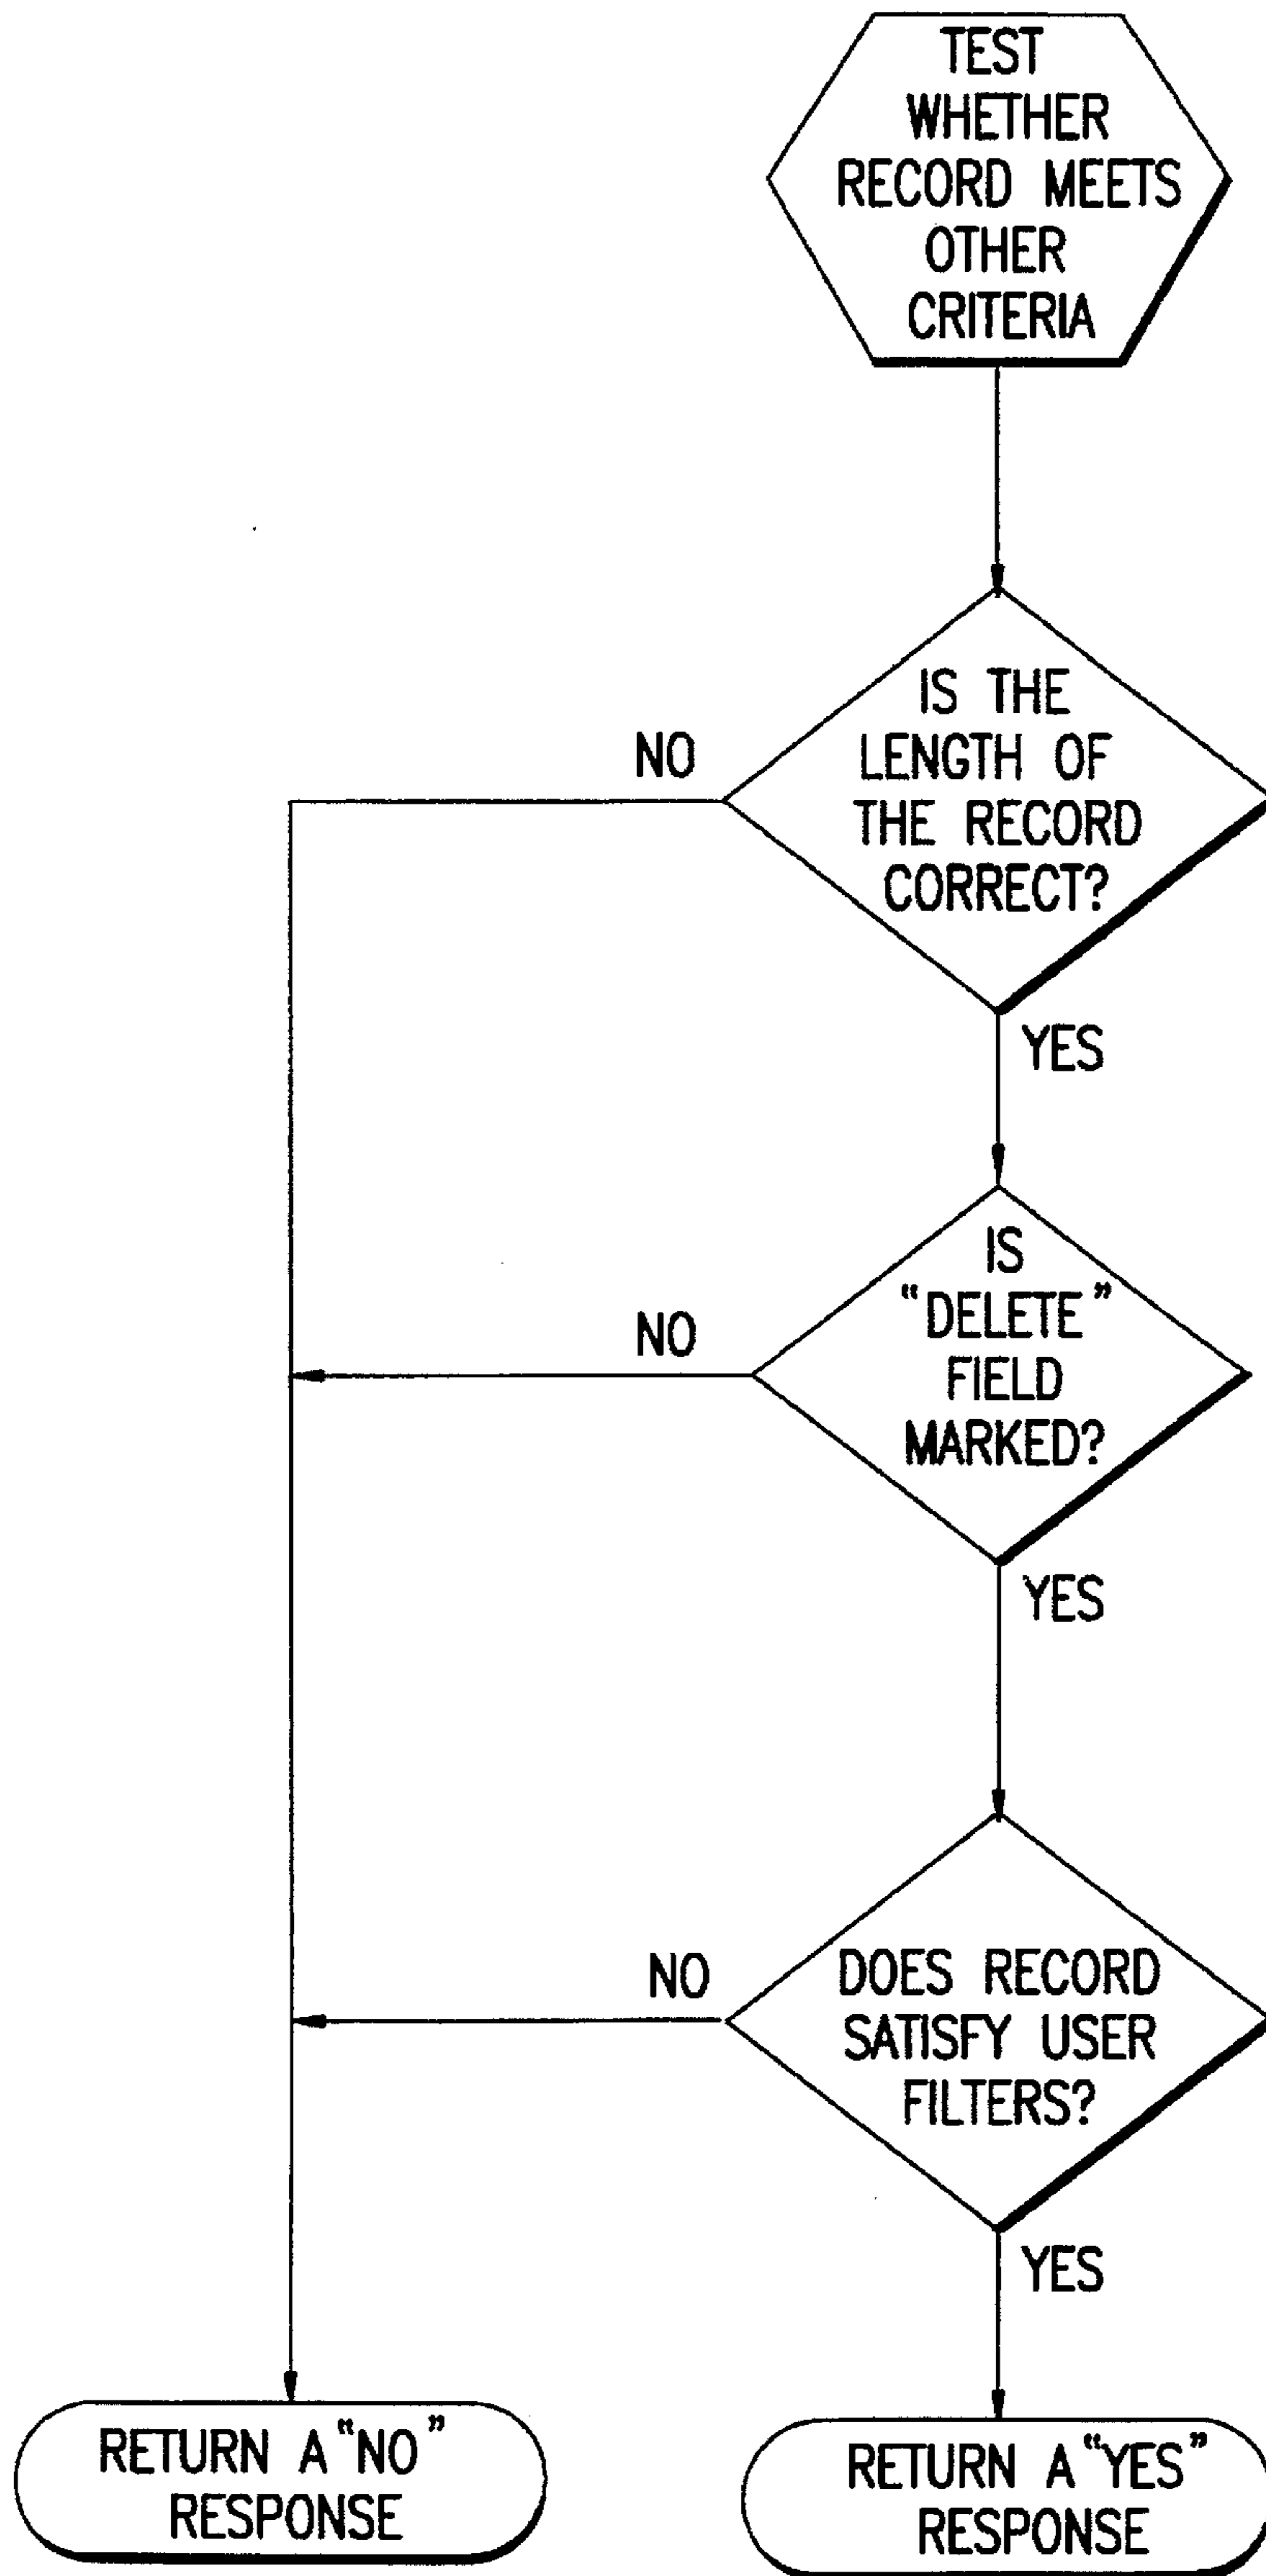 TEST
WHETHER
RECORD MEETS
OTHER
CRITERIA
IS THE
LENGTH OF
THE RECORD
CORRECT?
NO
YES
IS
“DELETE”
FIELD
MARKED?
NO
YES
DOES RECORD
SATISFY USER
FILTERS?
NO
YES
RETURN A “NO”
RESPONSE
RETURN A “YES”
RESPONSE